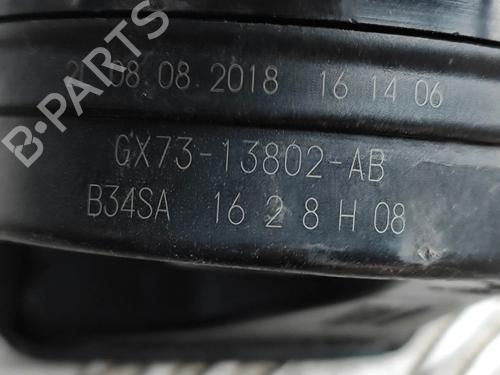 08.08.2018 16 14 06
GX73-13802-AB
B34SA 16 2 8 H 08
B-PARTS